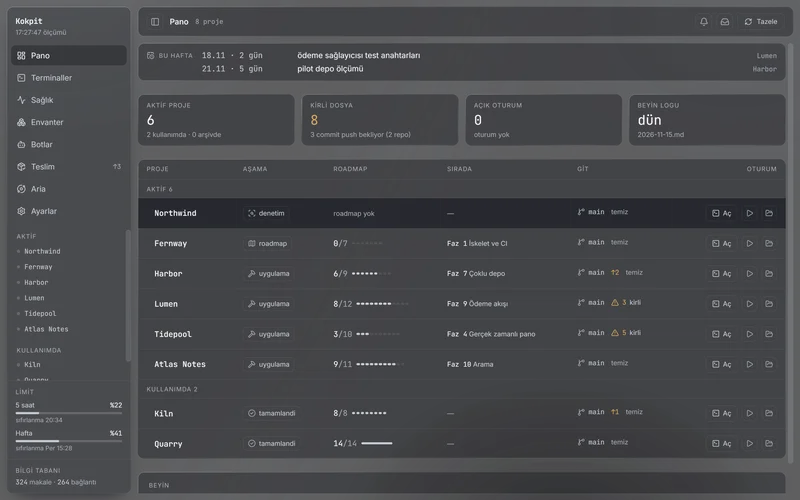 Kokpit
17:27:47 ölçümü
Pano
Terminaller
Sağlık
Envanter
Botlar
Teslim ↑3
Aria
Ayarlar
AKTİF
Northwind
Fernway
Harbor
Lumen
Tidepool
Atlas Notes
KULLANIMDA
Kiln
Quarry
LİMİT
5 saat %22
sıfırlanma 20:34
Hafta %41
sıfırlanma Per 15:28
BİLGİ TABANI
324 makale · 264 bağlantı
Pano 8 proje
Tazele
BU HAFTA 18.11 · 2 gün ödeme sağlayıcısı test anahtarları Lumen
21.11 · 5 gün pilot depo ölçümü Harbor
AKTİF PROJE
6
2 kullanımda · 0 arşivde
KİRLİ DOSYA
8
3 commit push bekliyor (2 repo)
AÇIK OTURUM
0
oturum yok
BEYİN LOGU
dün
2026-11-15.md
PROJE AŞAMA ROADMAP SIRADA GİT OTURUM
AKTİF 6
Northwind denetim roadmap yok — main temiz Aç
Fernway roadmap 0/7 Faz 1 İskelet ve CI main temiz Aç
Harbor uygulama 6/9 Faz 7 Çoklu depo main ↑2 temiz Aç
Lumen uygulama 8/12 Faz 9 Ödeme akışı main 3 kirli Aç
Tidepool uygulama 3/10 Faz 4 Gerçek zamanlı pano main 5 kirli Aç
Atlas Notes uygulama 9/11 Faz 10 Arama main temiz Aç
KULLANIMDA 2
Kiln tamamlandi 8/8 — main ↑1 temiz Aç
Quarry tamamlandi 14/14 — main temiz Aç
BEYİN